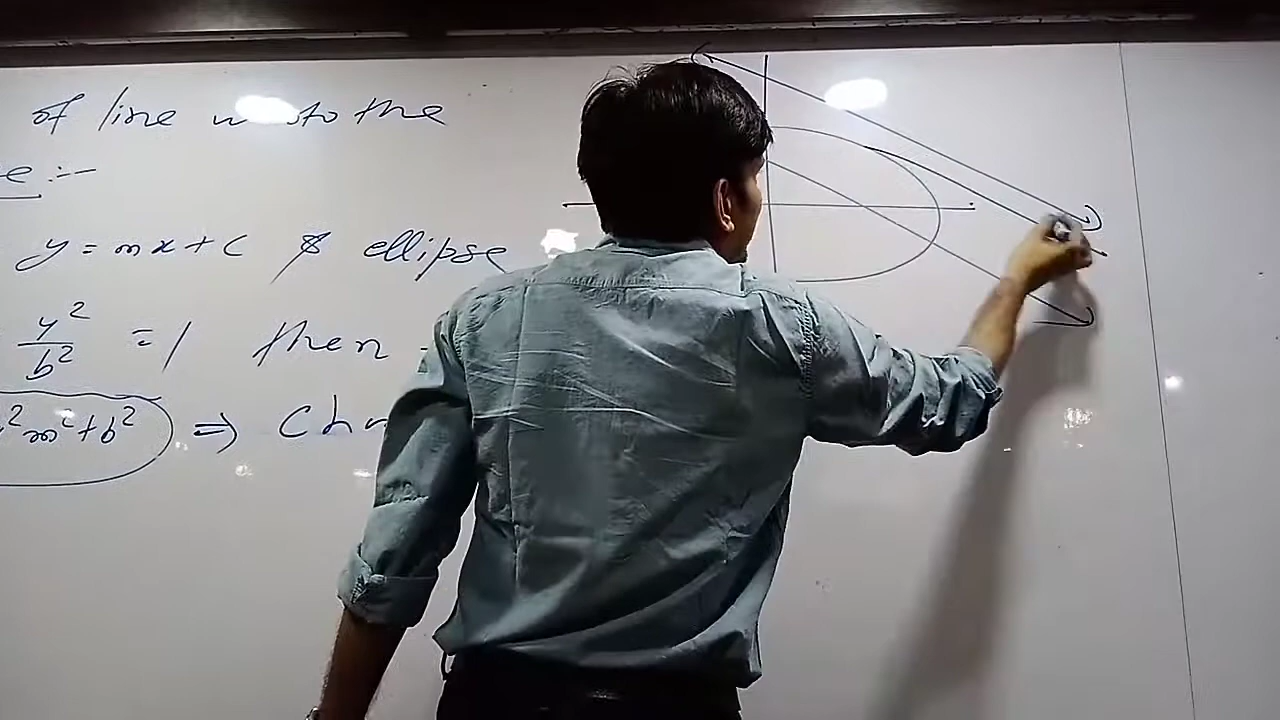 of line to the
e :-
y = mx + c & ellipse
y²/b² = 1 then
²m²+b² ⇒ Ch